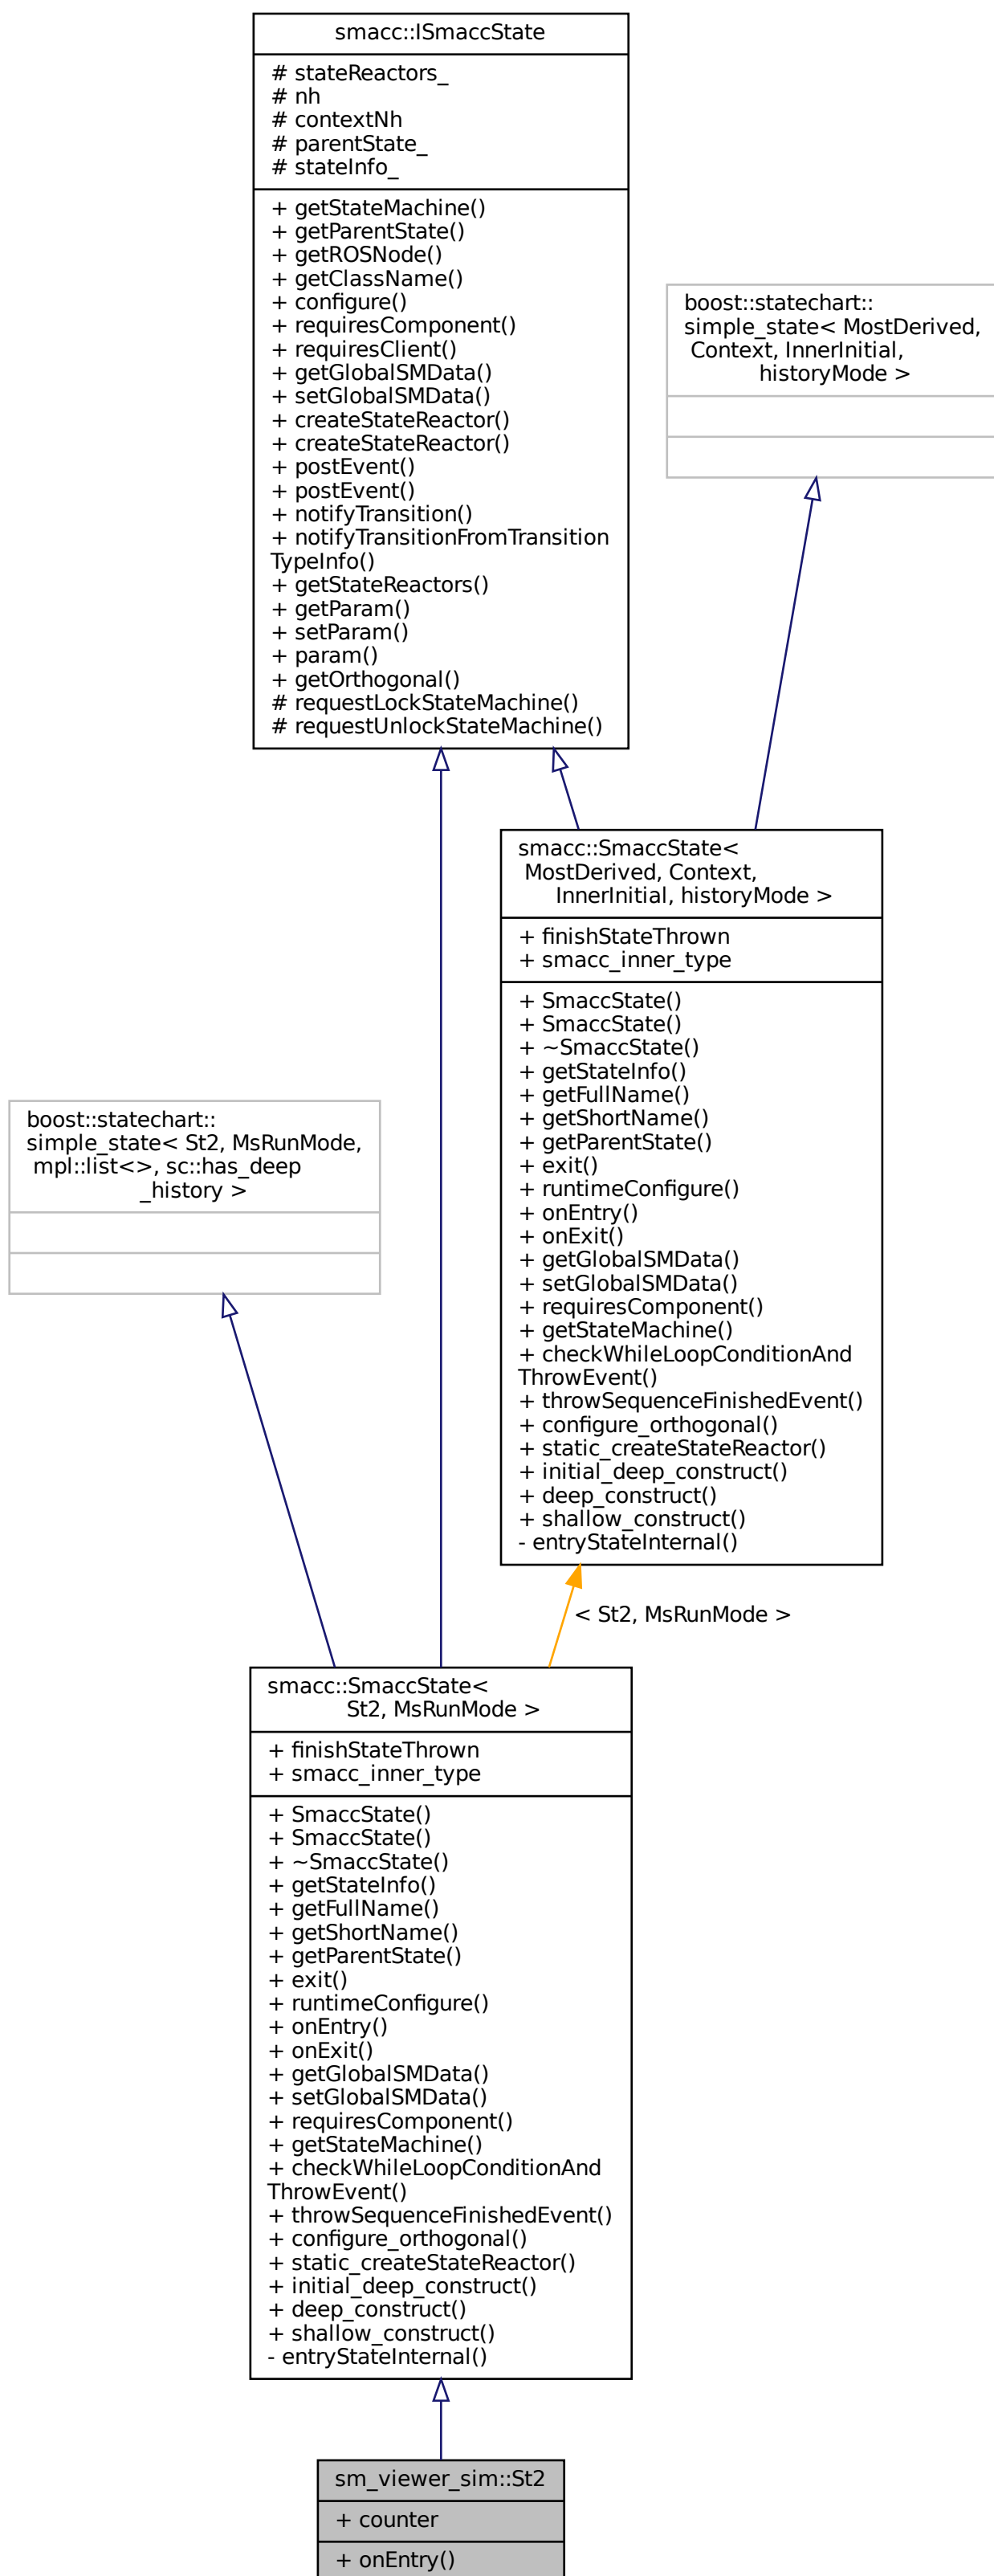 smacc::ISmaccState
# stateReactors_
# nh
# contextNh
# parentState_
# stateInfo_
+ getStateMachine()
+ getParentState()
+ getROSNode()
+ getClassName()
+ configure()
+ requiresComponent()
+ requiresClient()
+ getGlobalSMData()
+ setGlobalSMData()
+ createStateReactor()
+ createStateReactor()
+ postEvent()
+ postEvent()
+ notifyTransition()
+ notifyTransitionFromTransition
TypeInfo()
+ getStateReactors()
+ getParam()
+ setParam()
+ param()
+ getOrthogonal()
# requestLockStateMachine()
# requestUnlockStateMachine()
boost::statechart::
simple_state< MostDerived,
Context, InnerInitial,
historyMode >
smacc::SmaccState<
MostDerived, Context,
InnerInitial, historyMode >
+ finishStateThrown
+ smacc_inner_type
+ SmaccState()
+ SmaccState()
+ ~SmaccState()
+ getStateInfo()
+ getFullName()
+ getShortName()
+ getParentState()
+ exit()
+ runtimeConfigure()
+ onEntry()
+ onExit()
+ getGlobalSMData()
+ setGlobalSMData()
+ requiresComponent()
+ getStateMachine()
+ checkWhileLoopConditionAnd
ThrowEvent()
+ throwSequenceFinishedEvent()
+ configure_orthogonal()
+ static_createStateReactor()
+ initial_deep_construct()
+ deep_construct()
+ shallow_construct()
- entryStateInternal()
boost::statechart::
simple_state< St2, MsRunMode,
mpl::list<>, sc::has_deep
_history >
< St2, MsRunMode >
smacc::SmaccState<
St2, MsRunMode >
+ finishStateThrown
+ smacc_inner_type
+ SmaccState()
+ SmaccState()
+ ~SmaccState()
+ getStateInfo()
+ getFullName()
+ getShortName()
+ getParentState()
+ exit()
+ runtimeConfigure()
+ onEntry()
+ onExit()
+ getGlobalSMData()
+ setGlobalSMData()
+ requiresComponent()
+ getStateMachine()
+ checkWhileLoopConditionAnd
ThrowEvent()
+ throwSequenceFinishedEvent()
+ configure_orthogonal()
+ static_createStateReactor()
+ initial_deep_construct()
+ deep_construct()
+ shallow_construct()
- entryStateInternal()
sm_viewer_sim::St2
+ counter
+ onEntry()